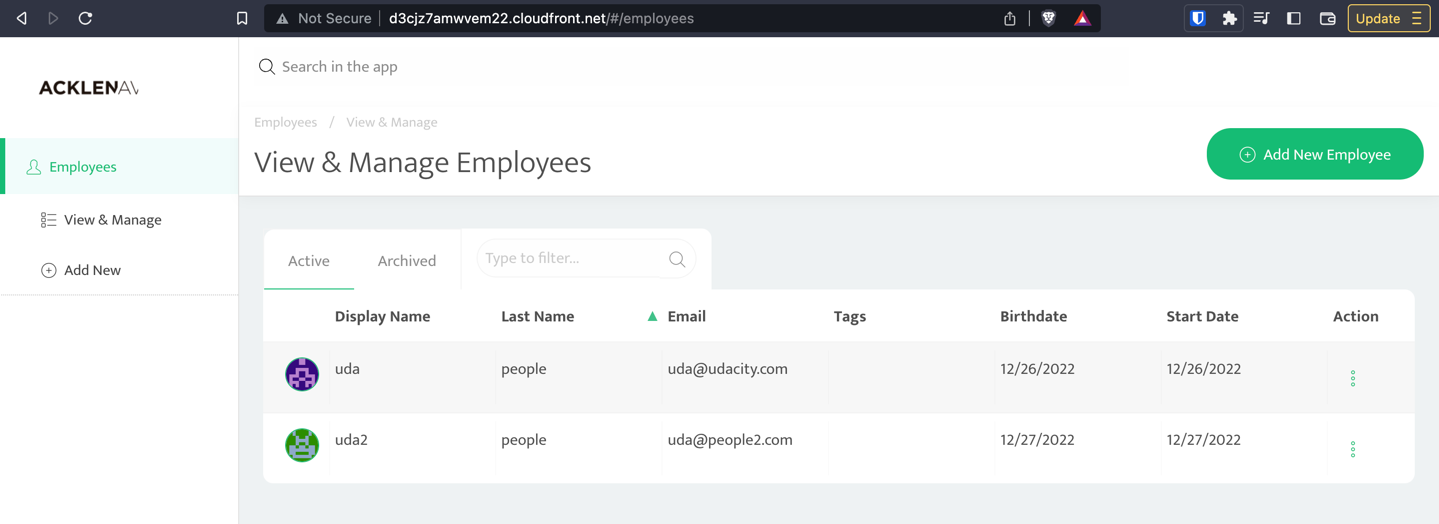 Not Secure d3cjz7amwvem22.cloudfront.net/#/employees Update
Search in the app
ACKLENAV
Employees / View & Manage
View & Manage Employees
Add New Employee
Employees
View & Manage
Add New
Active Archived Type to filter...
Display Name Last Name Email Tags Birthdate Start Date Action
uda people uda@udacity.com 12/26/2022 12/26/2022
uda2 people uda@people2.com 12/27/2022 12/27/2022